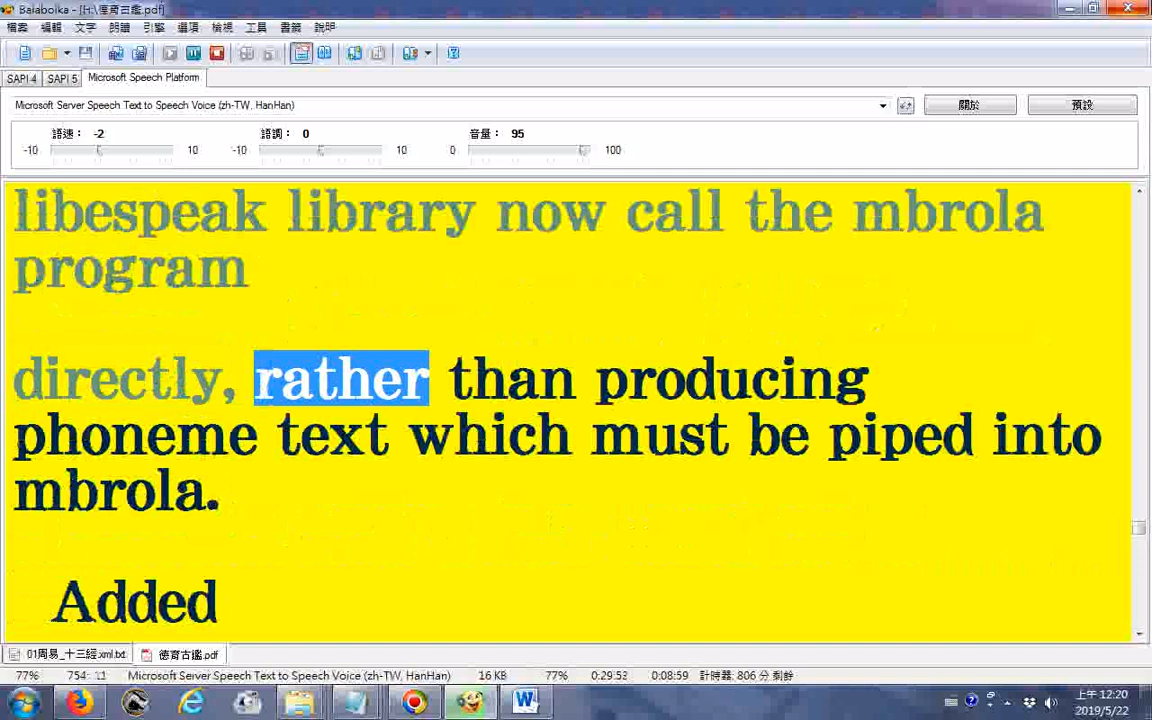 Balabolka - [H:\德育古鑑.pdf]
檔案 編輯 文字 朗讀 引擎 選項 檢視 工具 書籤 說明
SAPI 4 SAPI 5 Microsoft Speech Platform
Microsoft Server Speech Text to Speech Voice (zh-TW, HanHan) 關於 預設
語速： -2 語調： 0 音量： 95
-10 10 -10 10 0 100
libespeak library now call the mbrola
program
directly, rather than producing
phoneme text which must be piped into
mbrola.
Added
01周易_十三經.xml.txt 德育古鑑.pdf
77% 754: Microsoft Server Speech Text to Speech Voice (zh-TW, HanHan) 16 KB 77% 0:29:53 0:08:59 計時器: 806 分 剩餘
上午 12:20
2019/5/22